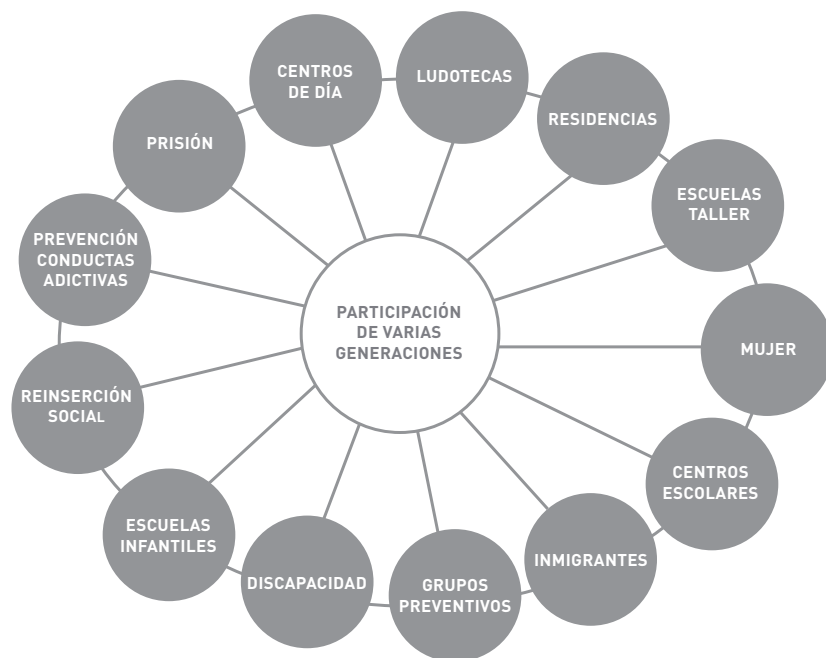 CENTROS
DE DÍA
LUDOTECAS
RESIDENCIAS
ESCUELAS
TALLER
MUJER
CENTROS
ESCOLARES
INMIGRANTES
GRUPOS
PREVENTIVOS
DISCAPACIDAD
ESCUELAS
INFANTILES
REINSERCIÓN
SOCIAL
PREVENCIÓN
CONDUCTAS
ADICTIVAS
PRISIÓN
PARTICIPACIÓN
DE VARIAS
GENERACIONES